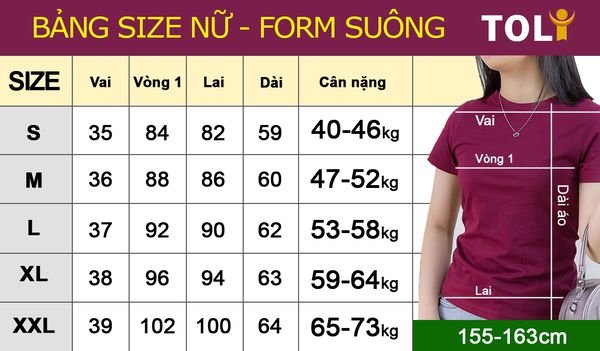 BẢNG SIZE NỮ - FORM SUÔNG
TOLI
SIZE Vai Vòng 1 Lai Dài Cân nặng
S 35 84 82 59 40-46kg
M 36 88 86 60 47-52kg
L 37 92 90 62 53-58kg
XL 38 96 94 63 59-64kg
XXL 39 102 100 64 65-73kg
Vai
Vòng 1
Dài áo
Lai
155-163cm